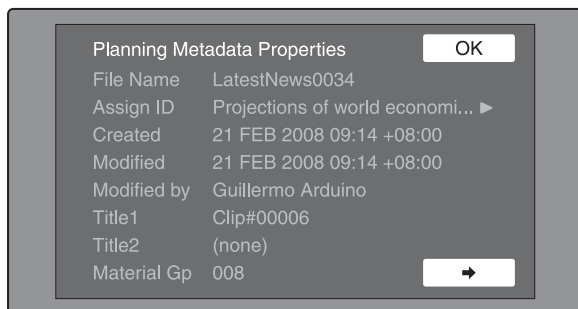 Planning Metadata Properties OK
File Name LatestNews0034
Assign ID Projections of world economi... ▶
Created 21 FEB 2008 09:14 +08:00
Modified 21 FEB 2008 09:14 +08:00
Modified by Guillermo Arduino
Title1 Clip#00006
Title2 (none)
Material Gp 008